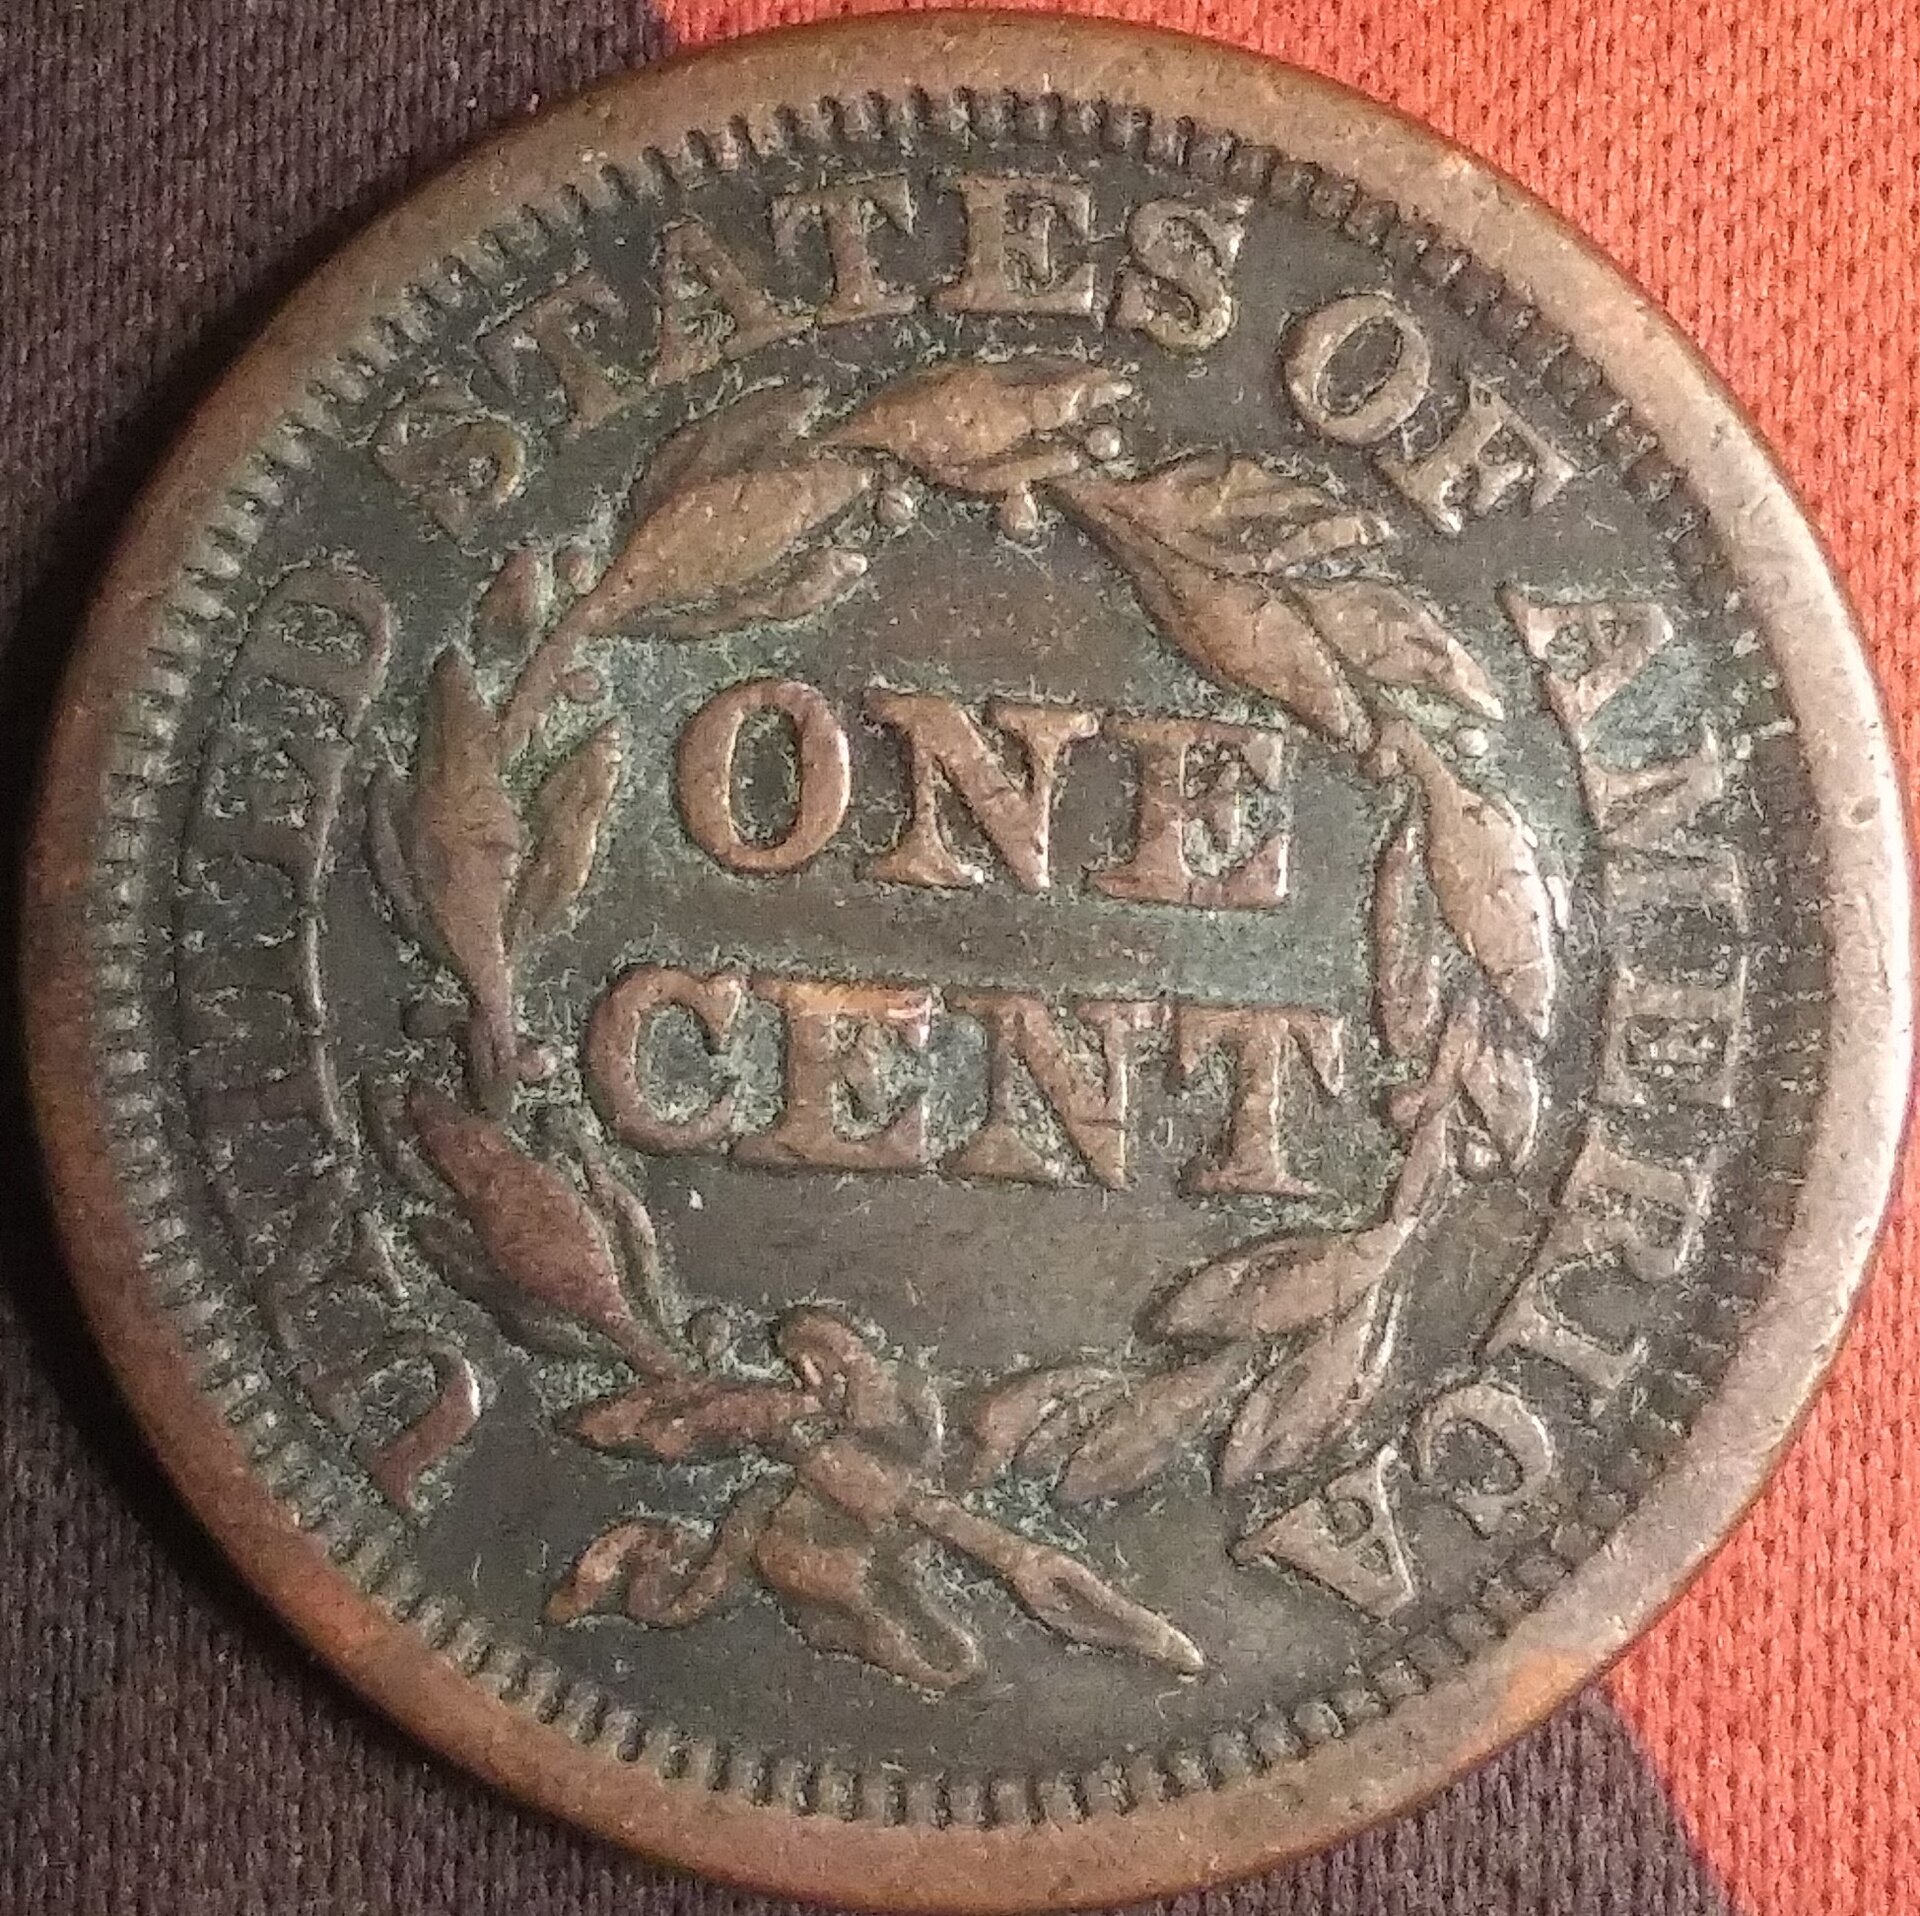 UNITED STATES OF AMERICA
ONE
CENT